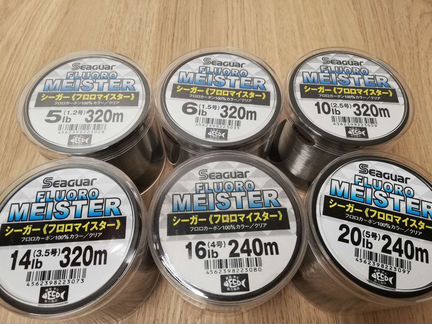 Seaguar
FLUORO
MEISTER
シーガー《フロロマイスター》
フロロカーボン100%カラー/クリア
5lb (1.2号) 320m
Seaguar
FLUORO
MEISTER
シーガー《フロロマイスター》
フロロカーボン100%カラー/クリア
6lb (1.5号) 320m
Seaguar
FLUORO
MEISTER
シーガー《フロロマイスター》
フロロカーボン100%カラー/クリア
10lb (2.5号) 320m
Seaguar
FLUORO
MEISTER
シーガー《フロロマイスター》
フロロカーボン100%カラー/クリア
14lb (3.5号) 320m
4562398223073
Seaguar
FLUORO
MEISTER
シーガー《フロロマイスター》
フロロカーボン100%カラー/クリア
16lb (4号) 240m
4562398223080
Seaguar
FLUORO
MEISTER
シーガー《フロロマイスター》
フロロカーボン100%カラー/クリア
20lb (5号) 240m
4562398223097